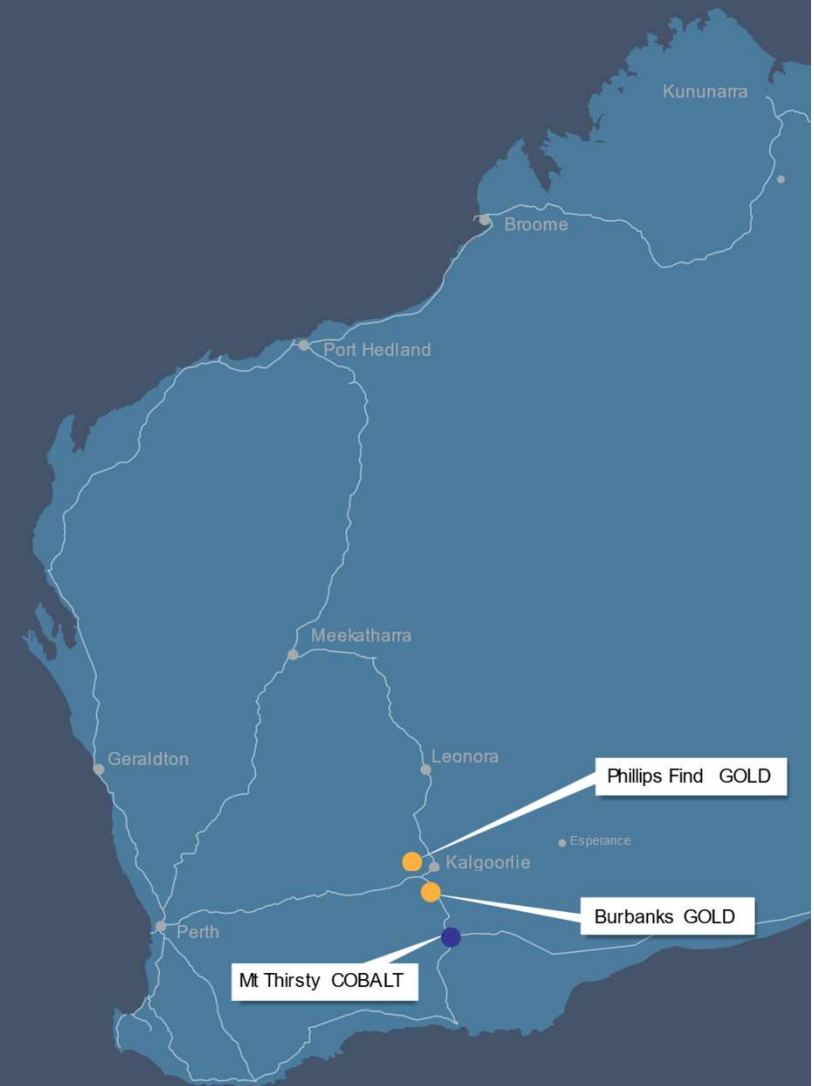 Kununarra
Broome
Port Hedland
Meekatharra
Geraldton
Leonora
Phillips Find GOLD
Esperance
Kalgoorlie
Burbanks GOLD
Perth
Mt Thirsty COBALT